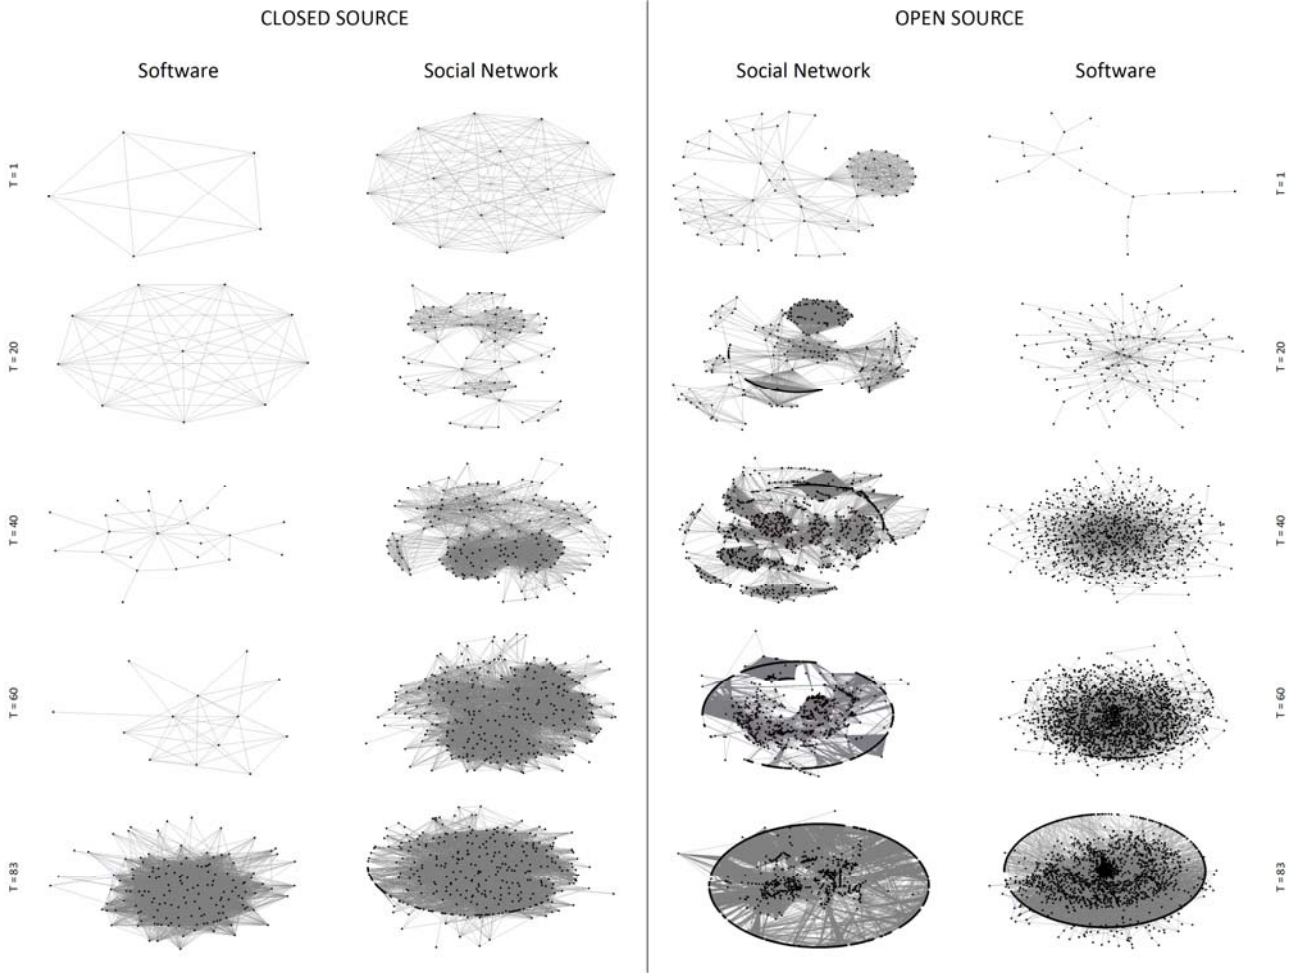 CLOSED SOURCE
OPEN SOURCE
Software
Social Network
Social Network
Software
T = 1
T = 1
T = 20
T = 20
T = 40
T = 40
T = 60
T = 60
T = 83
T = 83